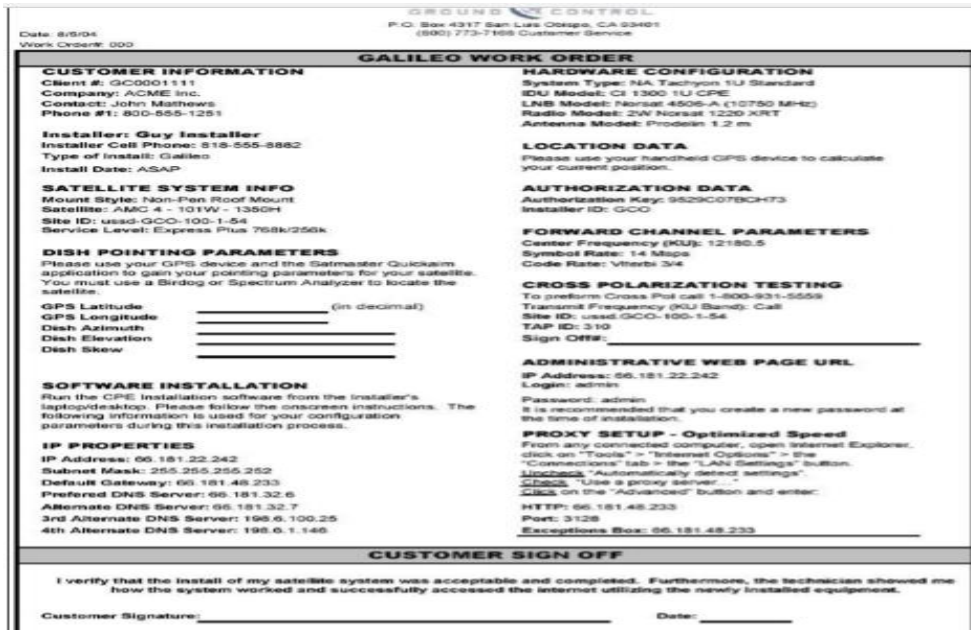 GROUND CONTROL
P.O. Box 4317 San Luis Obispo, CA 93401
(800) 773-7168 Customer Service
Date: 8/5/04
Work Order#: 000
GALILEO WORK ORDER
CUSTOMER INFORMATION
Client #: GC0001111
Company: ACME Inc.
Contact: John Mathews
Phone #1: 800-555-1251
Installer: Guy Installer
Installer Cell Phone: 818-555-8882
Type of Install: Galileo
Install Date: ASAP
SATELLITE SYSTEM INFO
Mount Style: Non-Pen Roof Mount
Satellite: AMC 4 - 101W - 1350H
Site ID: ussd-GCO-100-1-54
Service Level: Express Plus 768k/256k
DISH POINTING PARAMETERS
Please use your GPS device and the Satmaster Quickaim
application to gain your pointing parameters for your satellite.
You must use a Birdog or Spectrum Analyzer to locate the
satellite.
GPS Latitude (in decimal)
GPS Longitude
Dish Azimuth
Dish Elevation
Dish Skew
SOFTWARE INSTALLATION
Run the CPE Installation software from the Installer's
laptop/desktop. Please follow the onscreen instructions. The
following information is used for your configuration
parameters during this installation process.
IP PROPERTIES
IP Address: 66.181.22.242
Subnet Mask: 255.255.255.252
Default Gateway: 66.181.48.233
Prefered DNS Server: 66.181.32.6
Alternate DNS Server: 66.181.32.7
3rd Alternate DNS Server: 198.6.100.25
4th Alternate DNS Server: 198.6.1.146
HARDWARE CONFIGURATION
System Type: NA Tachyon 1U Standard
IDU Model: CI 1300 1U CPE
LNB Model: Norsat 4506-A (10750 MHz)
Radio Model: 2W Norsat 1220 XRT
Antenna Model: Prodelin 1.2 m
LOCATION DATA
Please use your handheld GPS device to calculate
your current position.
AUTHORIZATION DATA
Authorization Key: 9529C07BCH73
Installer ID: GCO
FORWARD CHANNEL PARAMETERS
Center Frequency (KU): 12180.5
Symbol Rate: 14 Msps
Code Rate: Viterbi 3/4
CROSS POLARIZATION TESTING
To preform Cross Pol call 1-800-931-5559
Transmit Frequency (KU Band): Call
Site ID: ussd.GCO-100-1-54
TAP ID: 310
Sign Off#:
ADMINISTRATIVE WEB PAGE URL
IP Address: 66.181.22.242
Login: admin
Password: admin
It is recommended that you create a new password at
the time of installation.
PROXY SETUP - Optimized Speed
From any connected computer, open Internet Explorer,
click on "Tools" > "Internet Options" > the
"Connections" tab > the "LAN Settings" button.
Uncheck "Automatically detect settings".
Check "Use a proxy server..."
Click on the "Advanced" button and enter:
HTTP: 66.181.48.233
Port: 3128
Exceptions Box: 66.181.48.233
CUSTOMER SIGN OFF
I verify that the install of my satellite system was acceptable and completed. Furthermore, the technician showed me
how the system worked and successfully accessed the internet utilizing the newly installed equipment.
Customer Signature: Date: